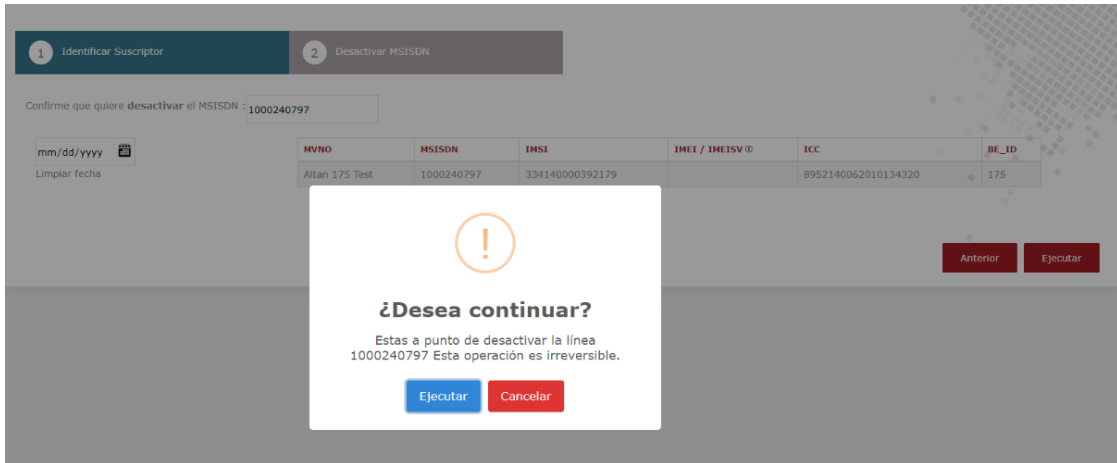 1 Identificar Suscriptor
2 Desactivar MSISDN
Confirme que quiere desactivar el MSISDN : 1000240797
mm/dd/yyyy
Limpiar fecha
MVNO MSISDN IMSI IMEI / IMEISV ICC BE_ID
Altan 175 Test 1000240797 334140000392179 8952140062010134320 175
Anterior Ejecutar
!
¿Desea continuar?
Estas a punto de desactivar la línea
1000240797 Esta operación es irreversible.
Ejecutar Cancelar